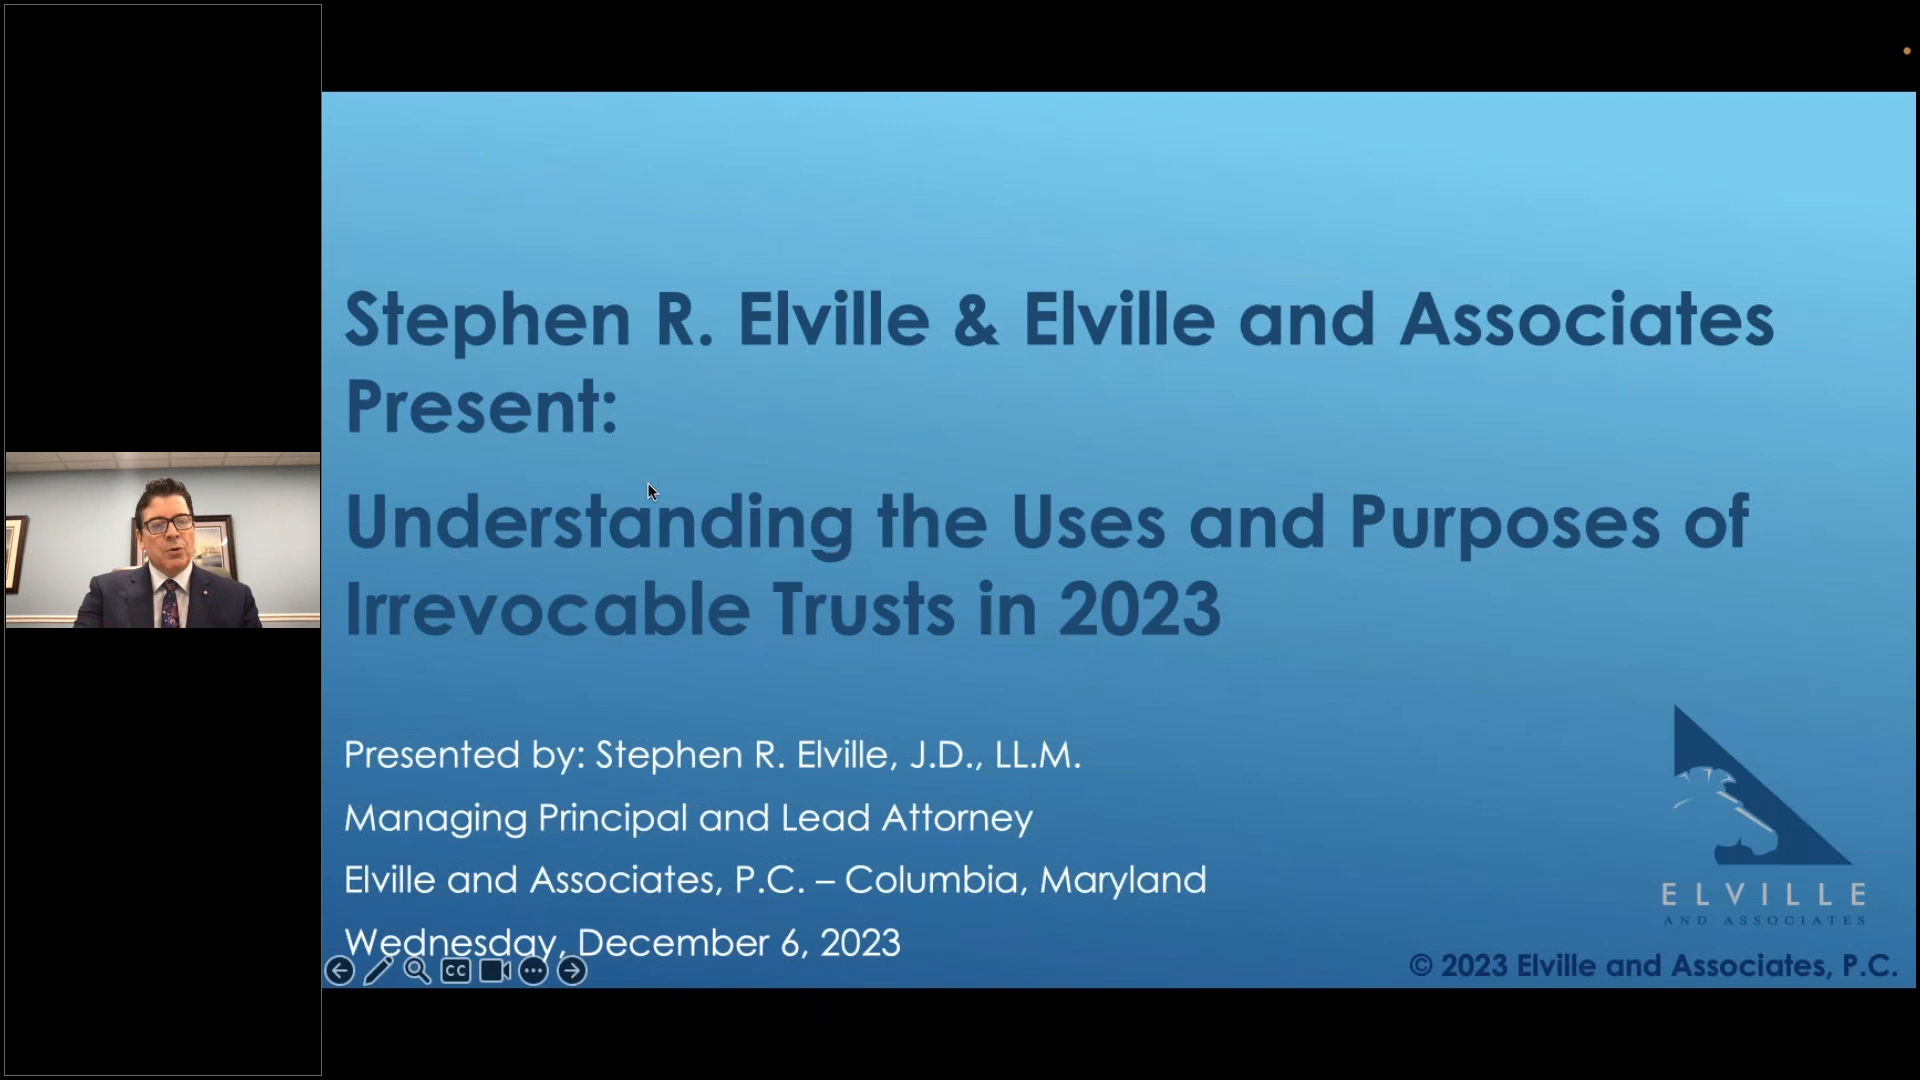 Stephen R. Elville & Elville and Associates
Present:
Understanding the Uses and Purposes of
Irrevocable Trusts in 2023
Presented by: Stephen R. Elville, J.D., LL.M.
Managing Principal and Lead Attorney
Elville and Associates, P.C. – Columbia, Maryland
Wednesday, December 6, 2023
CC
ELVILLE
AND ASSOCIATES
© 2023 Elville and Associates, P.C.